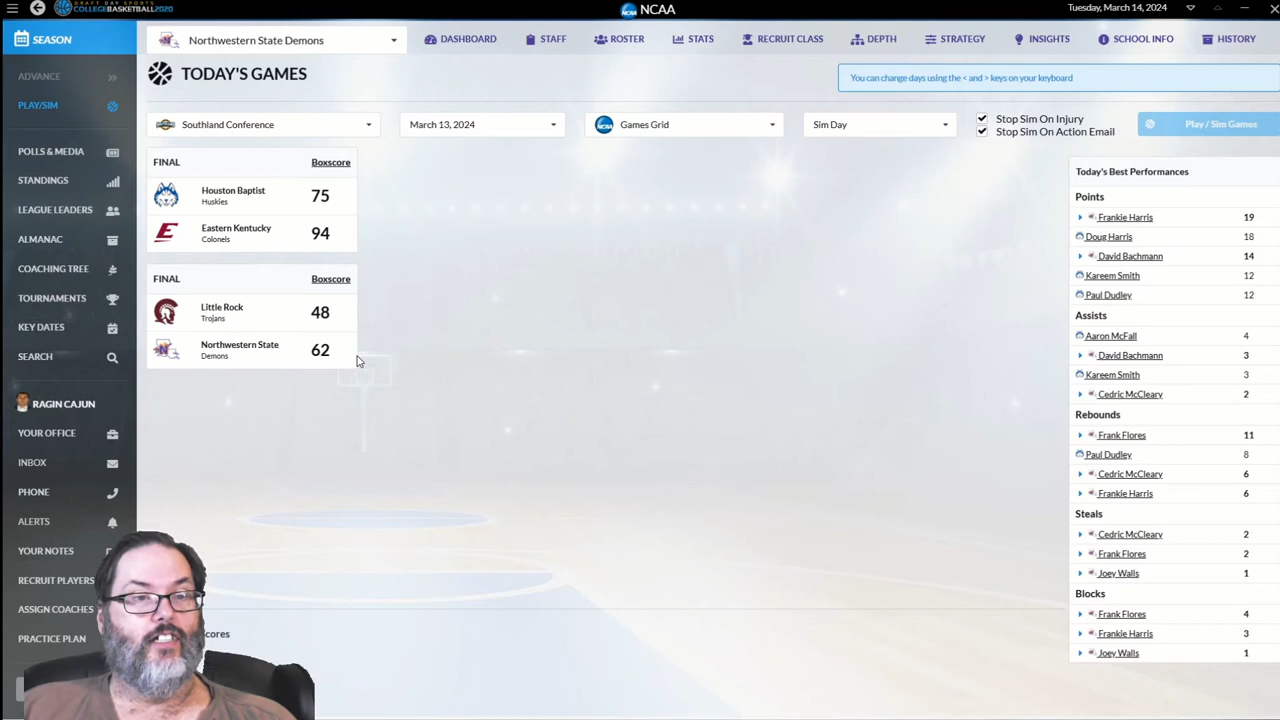 DRAFT DAY SPORTS
COLLEGE BASKETBALL 2020
NCAA
Tuesday, March 14, 2024
SEASON
Northwestern State Demons
DASHBOARD
STAFF
ROSTER
STATS
RECRUIT CLASS
DEPTH
STRATEGY
INSIGHTS
SCHOOL INFO
HISTORY
ADVANCE
PLAY/SIM
POLLS & MEDIA
STANDINGS
LEAGUE LEADERS
ALMANAC
COACHING TREE
TOURNAMENTS
KEY DATES
SEARCH
RAGIN CAJUN
YOUR OFFICE
INBOX
PHONE
ALERTS
YOUR NOTES
RECRUIT PLAYERS
ASSIGN COACHES
PRACTICE PLAN
TODAY'S GAMES
You can change days using the < and > keys on your keyboard
Southland Conference
March 13, 2024
NCAA
Games Grid
Sim Day
Stop Sim On Injury
Stop Sim On Action Email
Play / Sim Games
FINAL Boxscore
Houston Baptist 75
Huskies
Eastern Kentucky 94
Colonels
FINAL Boxscore
Little Rock 48
Trojans
Northwestern State 62
Demons
cores
Today's Best Performances
Points
Frankie Harris 19
Doug Harris 18
David Bachmann 14
Kareem Smith 12
Paul Dudley 12
Assists
Aaron McFall 4
David Bachmann 3
Kareem Smith 3
Cedric McCleary 2
Rebounds
Frank Flores 11
Paul Dudley 8
Cedric McCleary 6
Frankie Harris 6
Steals
Cedric McCleary 2
Frank Flores 2
Joey Walls 1
Blocks
Frank Flores 4
Frankie Harris 3
Joey Walls 1